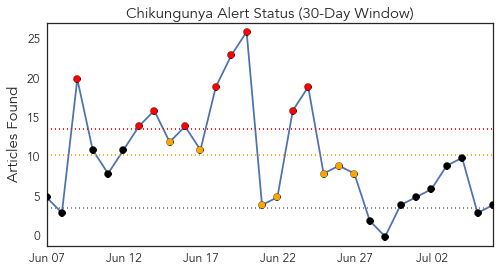 Chikungunya Alert Status (30-Day Window)
Articles Found
25
20
15
10
5
0
Jun 07 Jun 12 Jun 17 Jun 22 Jun 27 Jul 02